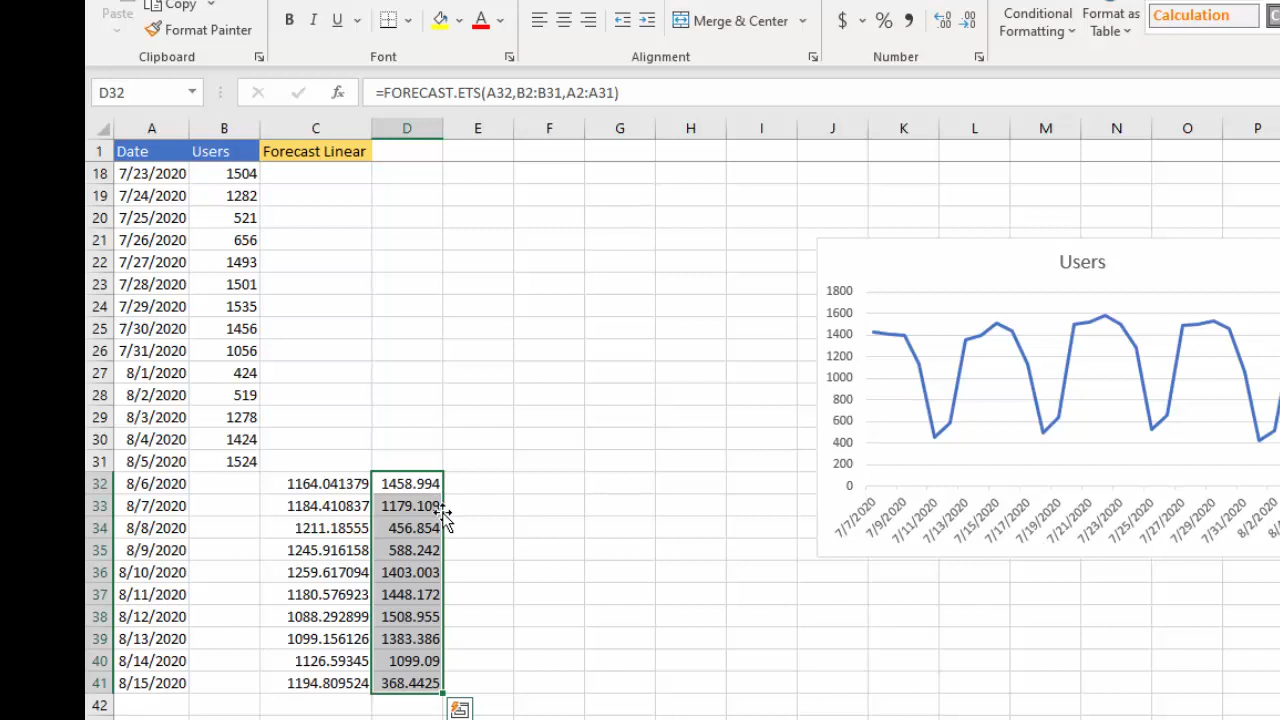 Paste
Copy
Format Painter
Clipboard
B I U
A
Font
Merge & Center
Alignment
$ % ,
Number
Conditional Formatting
Format as Table
Calculation
D32
fx
=FORECAST.ETS(A32,B2:B31,A2:A31)
A B C D E F G H I J K L M N O P
1 Date Users Forecast Linear
18 7/23/2020 1504
19 7/24/2020 1282
20 7/25/2020 521
21 7/26/2020 656
22 7/27/2020 1493
23 7/28/2020 1501
24 7/29/2020 1535
25 7/30/2020 1456
26 7/31/2020 1056
27 8/1/2020 424
28 8/2/2020 519
29 8/3/2020 1278
30 8/4/2020 1424
31 8/5/2020 1524
32 8/6/2020 1164.041379 1458.994
33 8/7/2020 1184.410837 1179.109
34 8/8/2020 1211.18555 456.854
35 8/9/2020 1245.916158 588.242
36 8/10/2020 1259.617094 1403.003
37 8/11/2020 1180.576923 1448.172
38 8/12/2020 1088.292899 1508.955
39 8/13/2020 1099.156126 1383.386
40 8/14/2020 1126.59345 1099.09
41 8/15/2020 1194.809524 368.4425
42
Users
1800
1600
1400
1200
1000
800
600
400
200
0
7/7/2020
7/9/2020
7/11/2020
7/13/2020
7/15/2020
7/17/2020
7/19/2020
7/21/2020
7/23/2020
7/25/2020
7/27/2020
7/29/2020
7/31/2020
8/2/2020